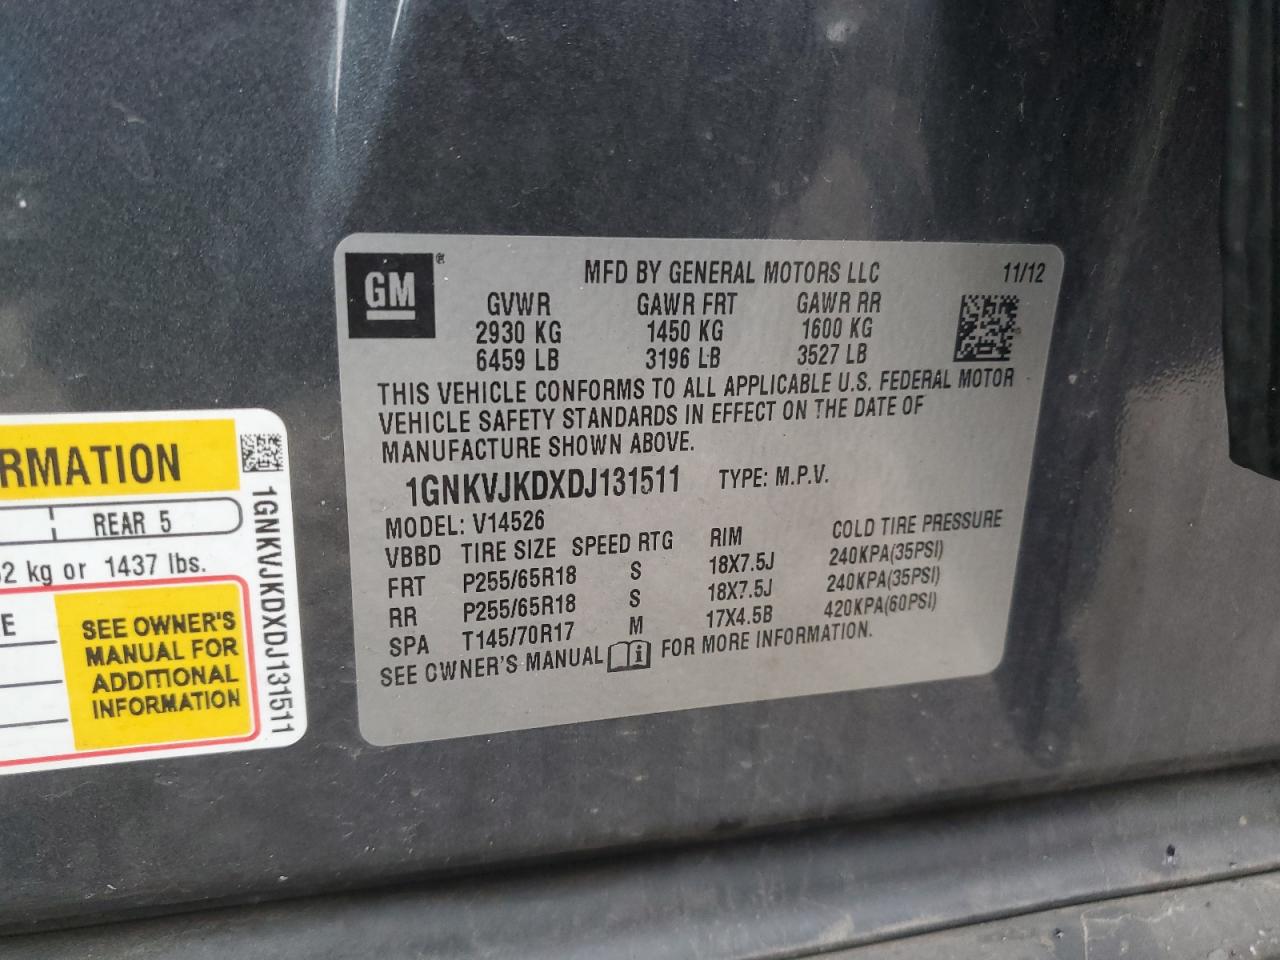 GM
MFD BY GENERAL MOTORS LLC 11/12
GVWR GAWR FRT GAWR RR
2930 KG 1450 KG 1600 KG
6459 LB 3196 LB 3527 LB
THIS VEHICLE CONFORMS TO ALL APPLICABLE U.S. FEDERAL MOTOR
VEHICLE SAFETY STANDARDS IN EFFECT ON THE DATE OF
MANUFACTURE SHOWN ABOVE.
1GNKVJKDXDJ131511 TYPE: M.P.V.
MODEL: V14526
VBBD TIRE SIZE SPEED RTG RIM COLD TIRE PRESSURE
FRT P255/65R18 S 18X7.5J 240KPA(35PSI)
RR P255/65R18 S 18X7.5J 240KPA(35PSI)
SPA T145/70R17 M 17X4.5B 420KPA(60PSI)
SEE OWNER'S MANUAL FOR MORE INFORMATION.
RMATION
REAR 5
2 kg or 1437 lbs.
E
SEE OWNER'S
MANUAL FOR
ADDITIONAL
INFORMATION
1GNKVJKDXDJ131511